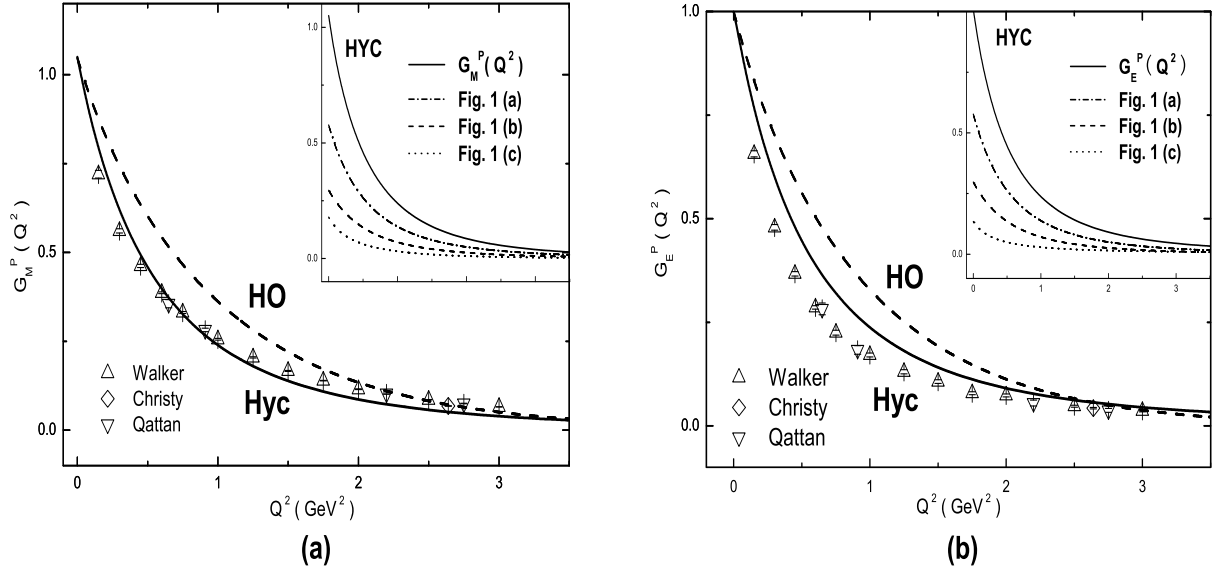 1.0
0.5
0.0
G_M^P ( Q^2 )
0
1
2
3
Q^2 ( GeV^2 )
HO
Hyc
Walker
Christy
Qattan
1.0
0.5
0.0
HYC
G_M^P ( Q^2 )
Fig. 1 (a)
Fig. 1 (b)
Fig. 1 (c)
(a)
1.0
0.5
0.0
G_E^P ( Q^2 )
0
1
2
3
Q^2 ( GeV^2 )
HO
Hyc
Walker
Christy
Qattan
0.5
0.0
0
1
2
3
HYC
G_E^P ( Q^2 )
Fig. 1 (a)
Fig. 1 (b)
Fig. 1 (c)
(b)